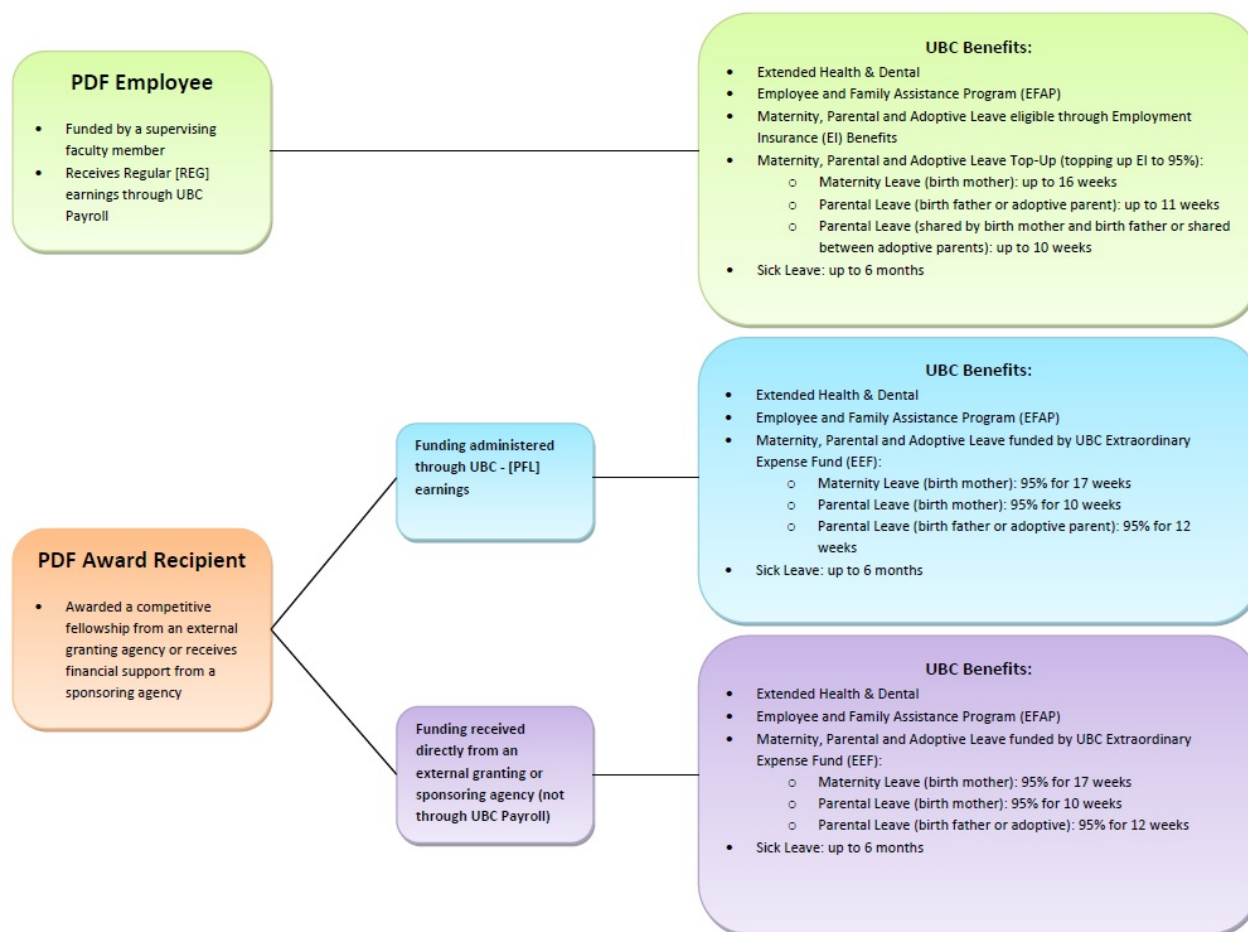 PDF Employee
• Funded by a supervising
faculty member
• Receives Regular [REG]
earnings through UBC
Payroll
UBC Benefits:
• Extended Health & Dental
• Employee and Family Assistance Program (EFAP)
• Maternity, Parental and Adoptive Leave eligible through Employment
Insurance (EI) Benefits
• Maternity, Parental and Adoptive Leave Top-Up (topping up EI to 95%):
o Maternity Leave (birth mother): up to 16 weeks
o Parental Leave (birth father or adoptive parent): up to 11 weeks
o Parental Leave (shared by birth mother and birth father or shared
between adoptive parents): up to 10 weeks
• Sick Leave: up to 6 months
PDF Award Recipient
• Awarded a competitive
fellowship from an external
granting agency or receives
financial support from a
sponsoring agency
Funding administered
through UBC - [PFL]
earnings
UBC Benefits:
• Extended Health & Dental
• Employee and Family Assistance Program (EFAP)
• Maternity, Parental and Adoptive Leave funded by UBC Extraordinary
Expense Fund (EEF):
o Maternity Leave (birth mother): 95% for 17 weeks
o Parental Leave (birth mother): 95% for 10 weeks
o Parental Leave (birth father or adoptive parent): 95% for 12
weeks
• Sick Leave: up to 6 months
Funding received
directly from an
external granting or
sponsoring agency (not
through UBC Payroll)
UBC Benefits:
• Extended Health & Dental
• Employee and Family Assistance Program (EFAP)
• Maternity, Parental and Adoptive Leave funded by UBC Extraordinary
Expense Fund (EEF):
o Maternity Leave (birth mother): 95% for 17 weeks
o Parental Leave (birth mother): 95% for 10 weeks
o Parental Leave (birth father or adoptive): 95% for 12 weeks
• Sick Leave: up to 6 months